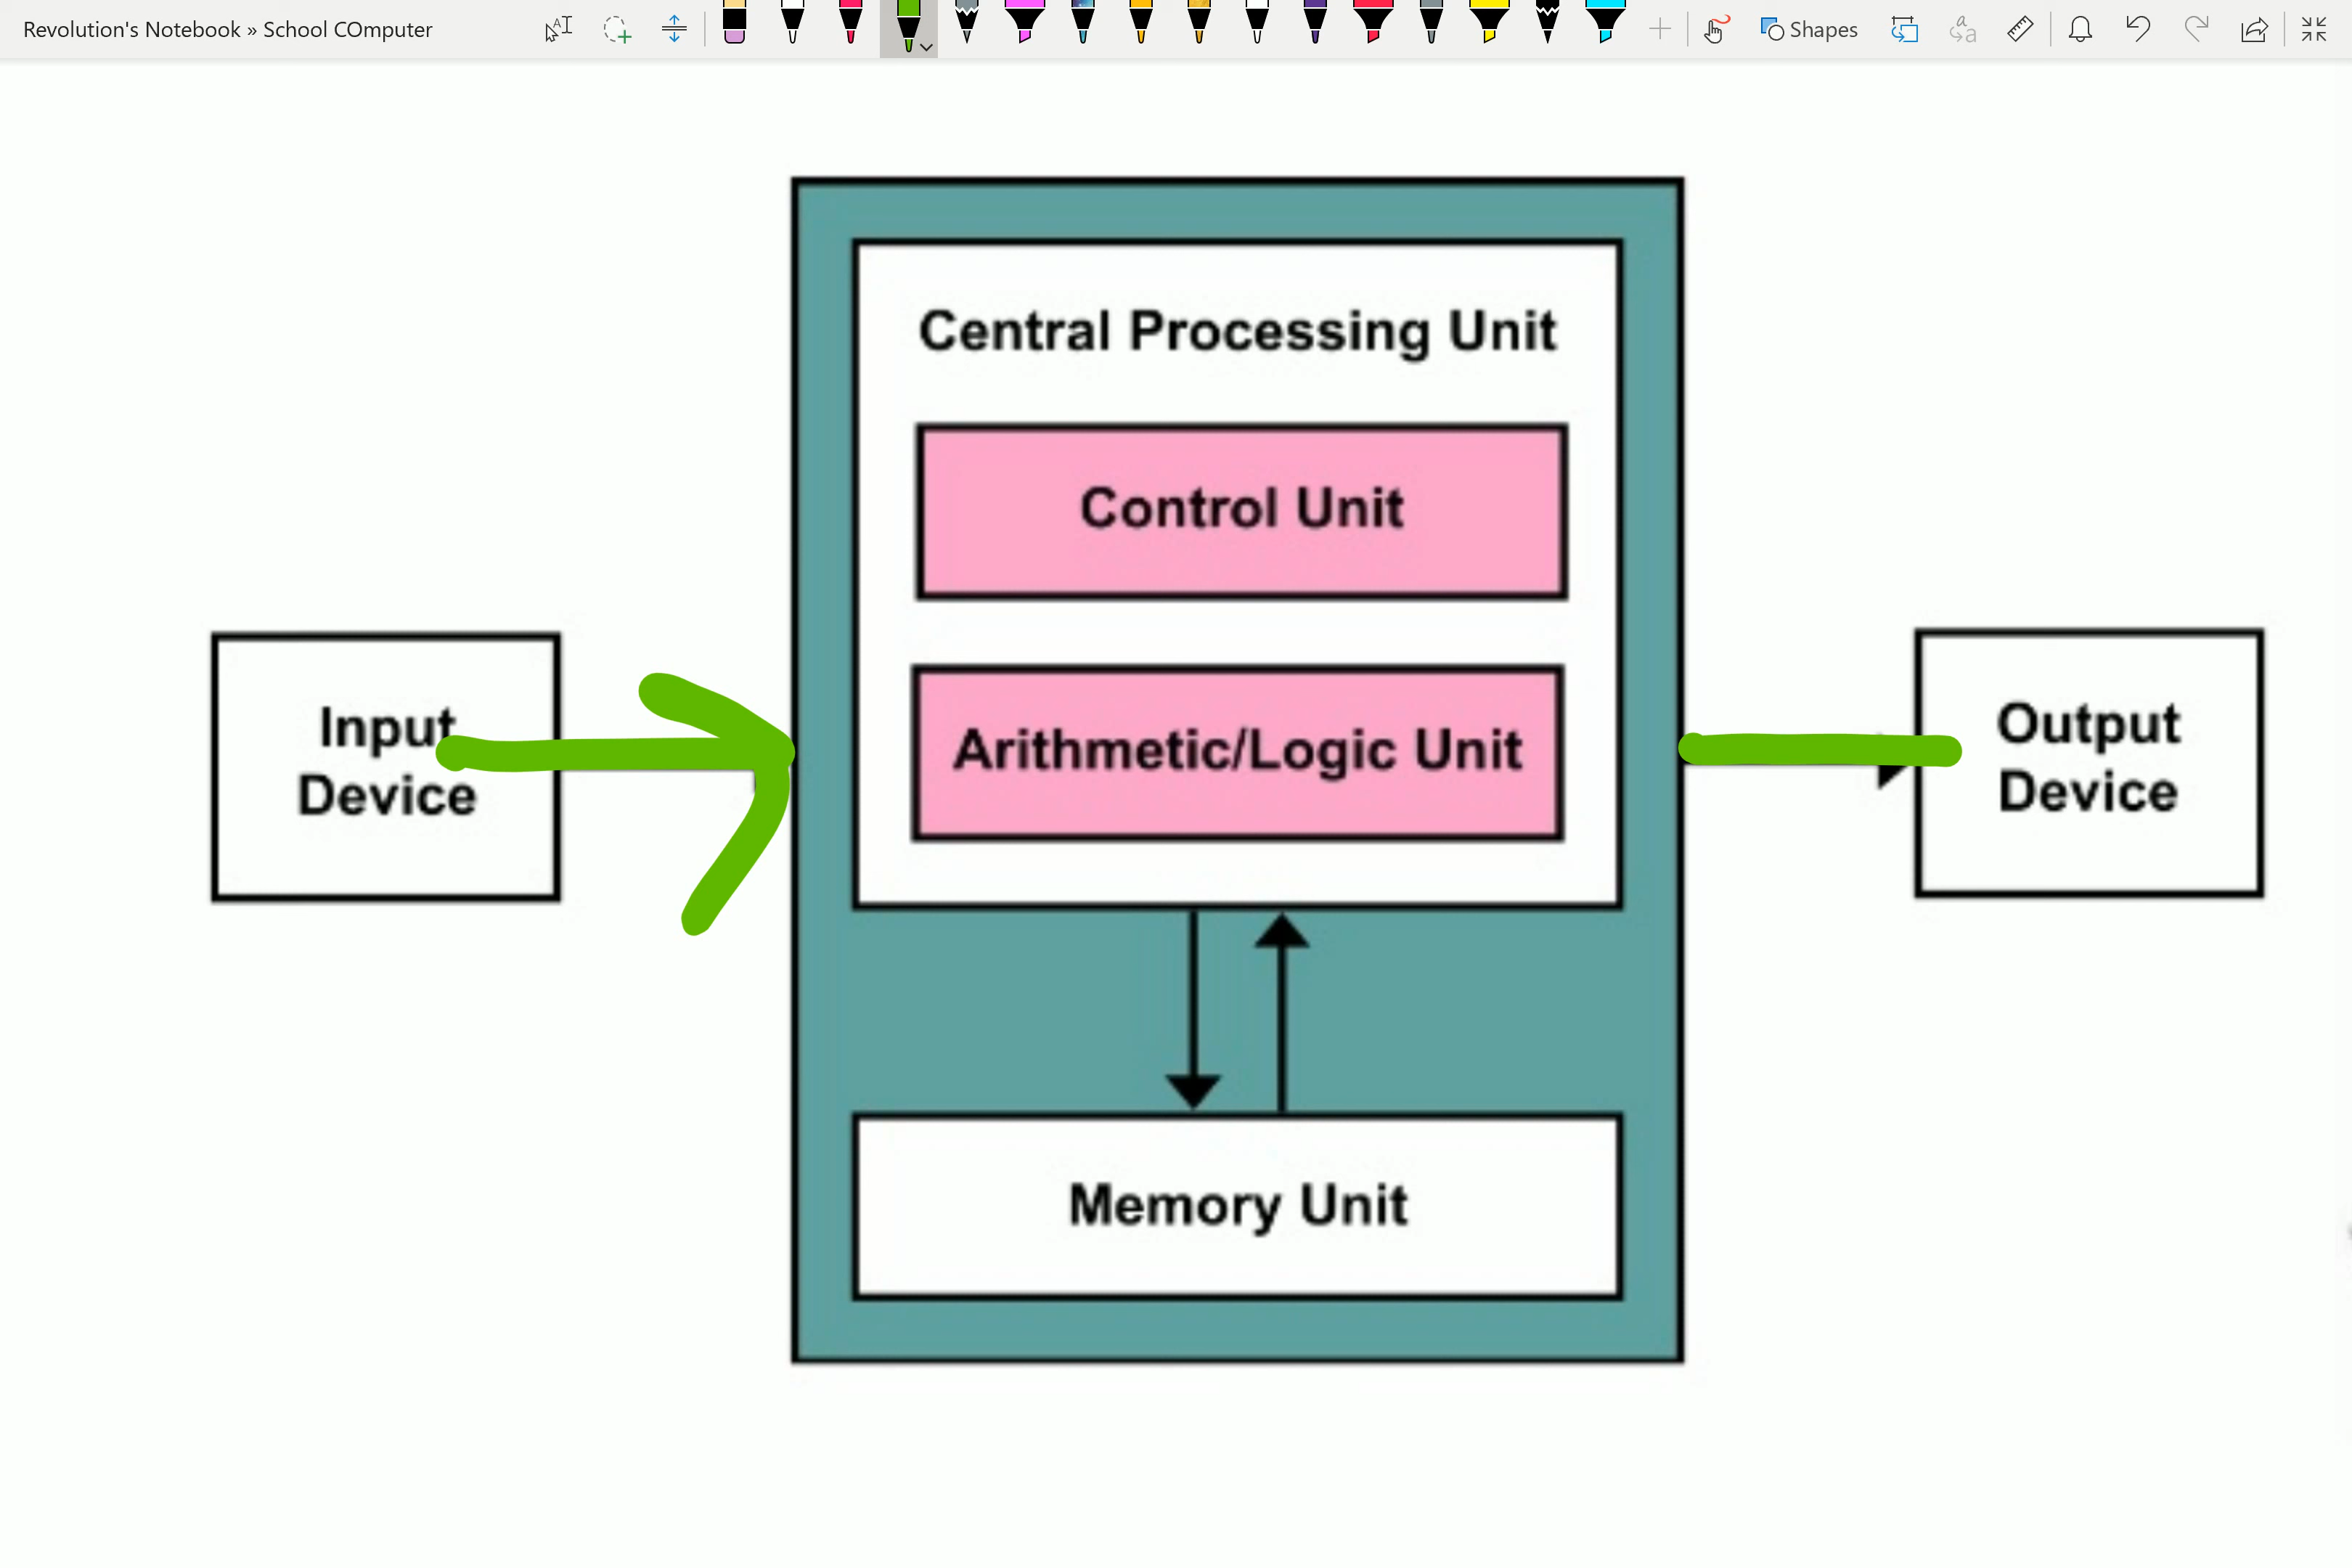 Revolution's Notebook » School COmputer
Shapes
Central Processing Unit
Control Unit
Arithmetic/Logic Unit
Input
Device
Output
Device
Memory Unit